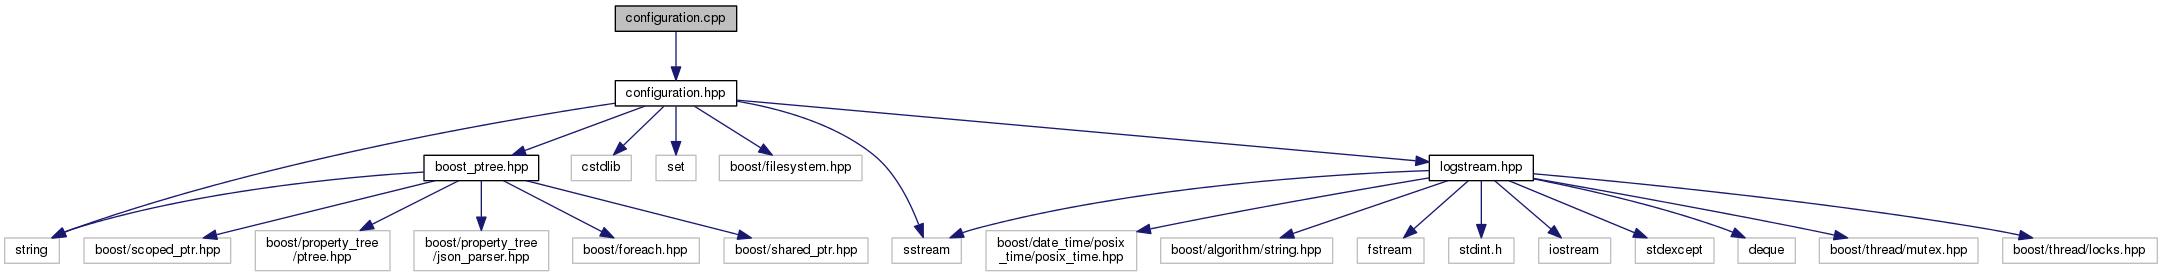 configuration.cpp
configuration.hpp
boost_ptree.hpp
cstdlib
set
boost/filesystem.hpp
logstream.hpp
string
boost/scoped_ptr.hpp
boost/property_tree
/ptree.hpp
boost/property_tree
/json_parser.hpp
boost/foreach.hpp
boost/shared_ptr.hpp
sstream
boost/date_time/posix
_time/posix_time.hpp
boost/algorithm/string.hpp
fstream
stdint.h
iostream
stdexcept
deque
boost/thread/mutex.hpp
boost/thread/locks.hpp